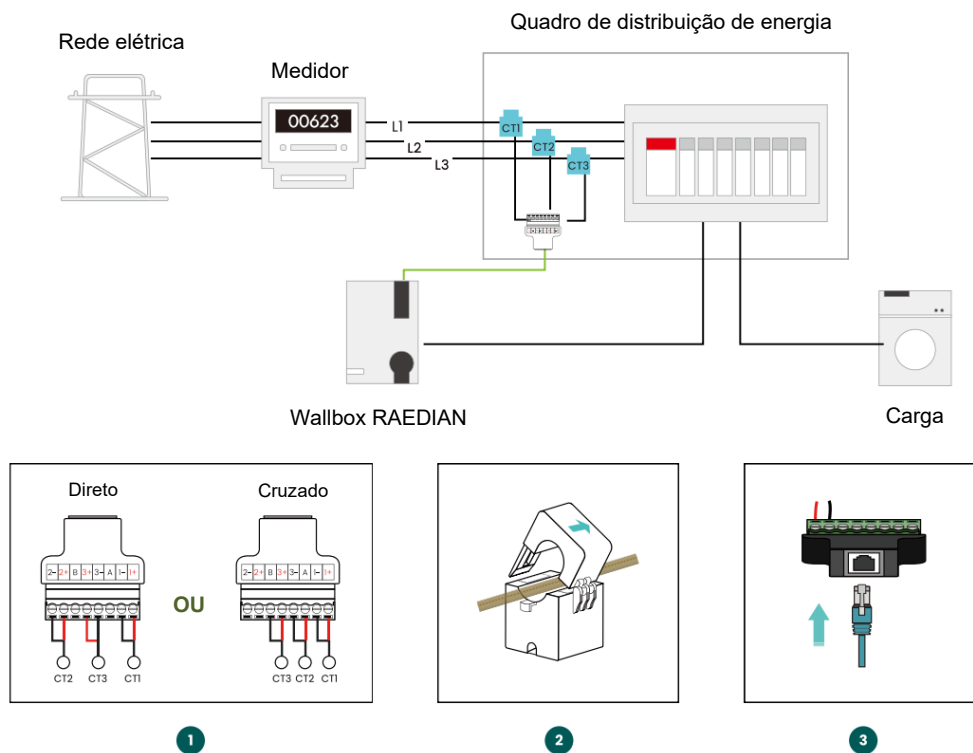 Quadro de distribuição de energia
Rede elétrica
Medidor
00623
L1
L2
L3
CT1
CT2
CT3
Wallbox RAEDIAN
Carga
Direto
Cruzado
2- 2+ B 3+ 3- A 1- 1+
2- 2+ B 3+ 3- A 1- 1+
OU
CT2 CT3 CT1
CT3 CT2 CT1
1
2
3